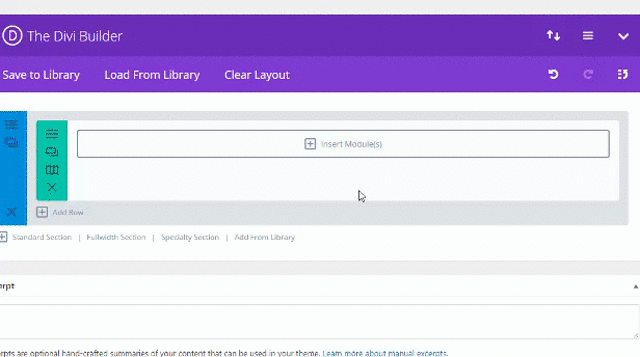 D The Divi Builder
Save to Library Load From Library Clear Layout
Insert Module(s)
Add Row
Standard Section | Fullwidth Section | Specialty Section | Add From Library
erpt
rpts are optional hand-crafted summaries of your content that can be used in your theme. Learn more about manual excerpts.